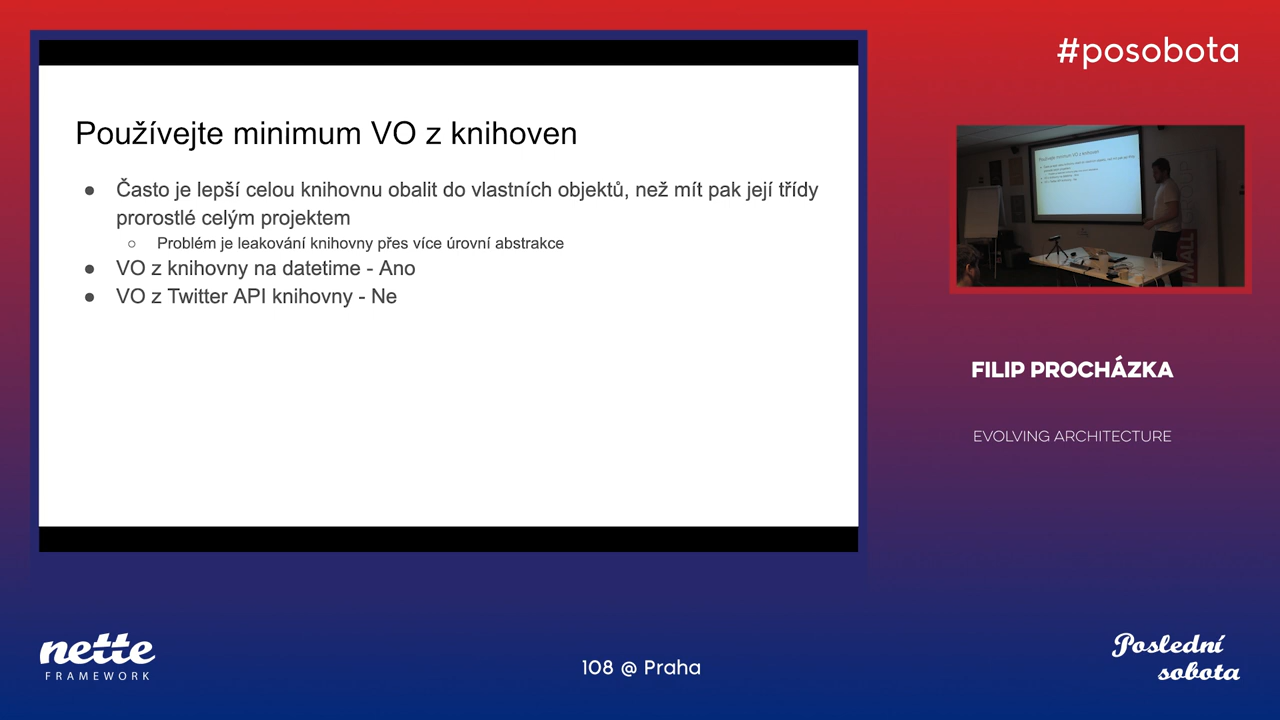 #posobota
Používejte minimum VO z knihoven
● Často je lepší celou knihovnu obalit do vlastních objektů, než mít pak její třídy
prorostlé celým projektem
○ Problém je leakování knihovny přes více úrovní abstrakce
● VO z knihovny na datetime - Ano
● VO z Twitter API knihovny - Ne
FILIP PROCHÁZKA
EVOLVING ARCHITECTURE
nette
FRAMEWORK
108 @ Praha
Poslední
sobota